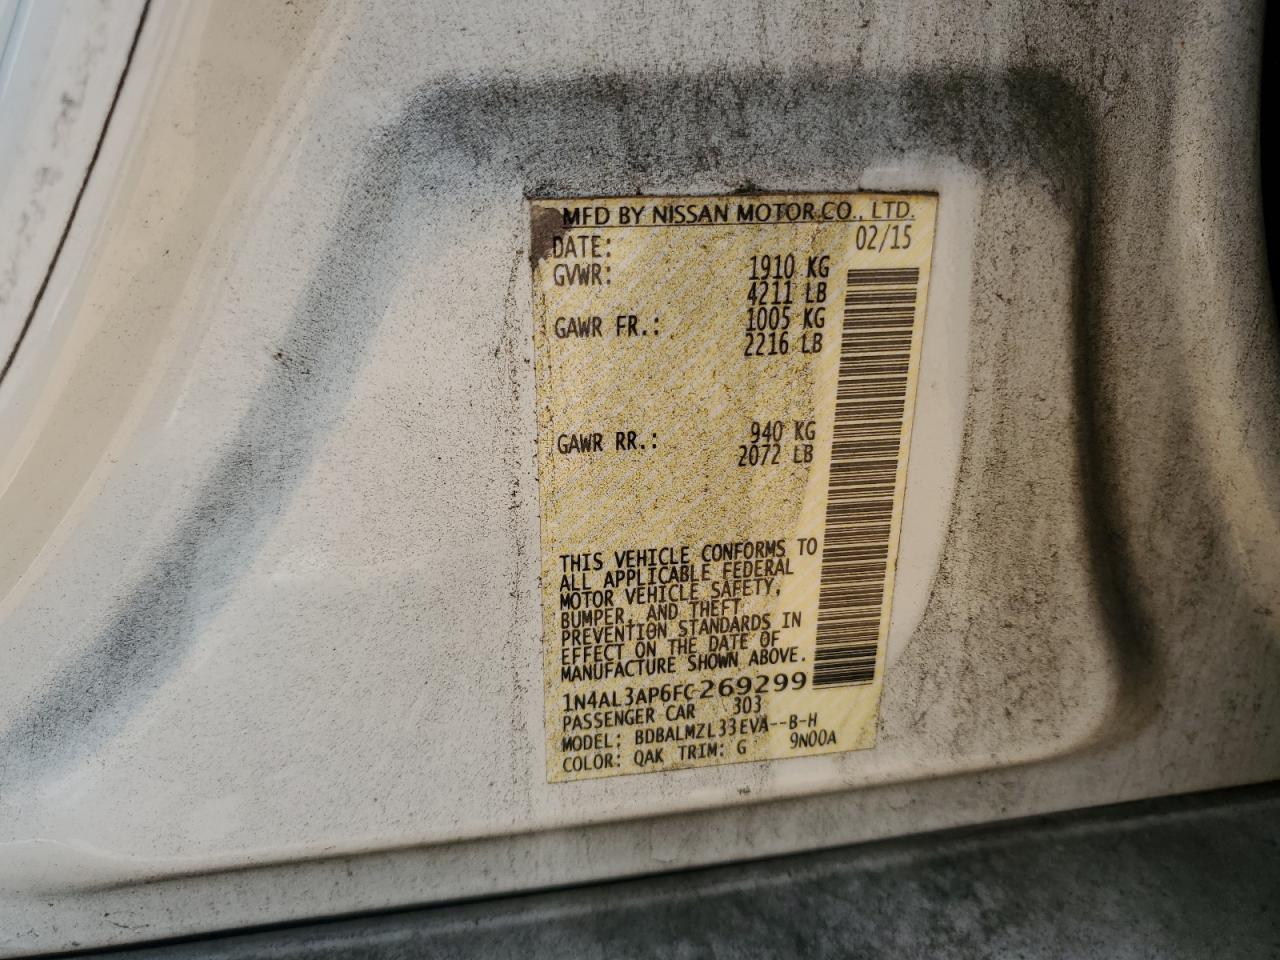 MFD BY NISSAN MOTOR CO., LTD.
DATE: 02/15
GVWR: 1910 KG
4211 LB
GAWR FR.: 1005 KG
2216 LB
GAWR RR.: 940 KG
2072 LB
THIS VEHICLE CONFORMS TO
ALL APPLICABLE FEDERAL
MOTOR VEHICLE SAFETY,
BUMPER, AND THEFT
PREVENTION STANDARDS IN
EFFECT ON THE DATE OF
MANUFACTURE SHOWN ABOVE.
1N4AL3AP6FC269299
PASSENGER CAR 303
MODEL: BDBALMZL33EVA--B-H
COLOR: QAK TRIM: G 9N00A